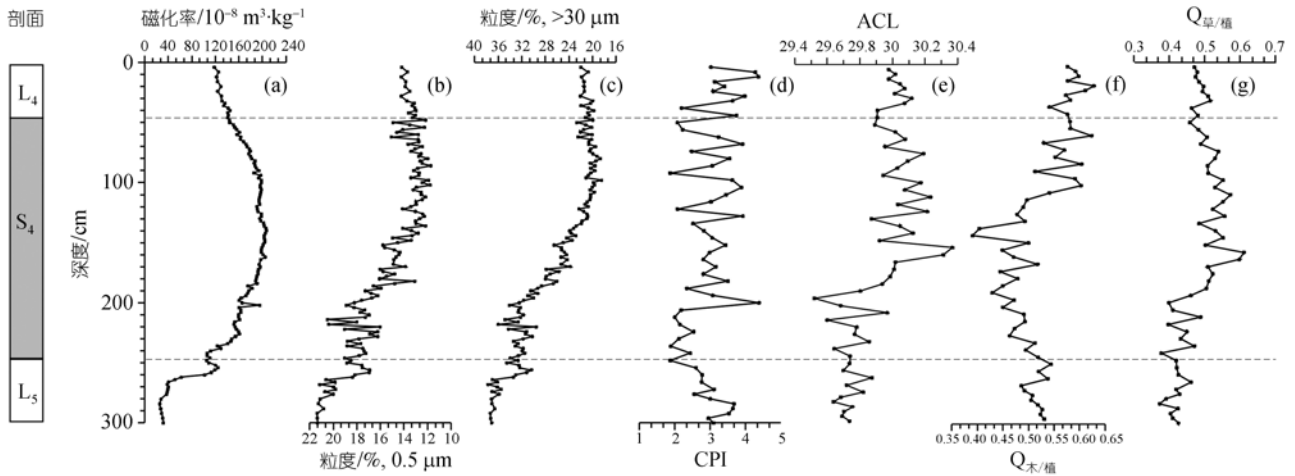 剖面
磁化率/10⁻⁸ m³·kg⁻¹
粒度/%, >30 μm
ACL
Q草/植
0 40 80 120 160 200 240
40 36 32 28 24 20 16
29.4 29.6 29.8 30 30.2 30.4
0.3 0.4 0.5 0.6 0.7
(a) (b) (c) (d) (e) (f) (g)
L₄
S₄
L₅
深度/cm
0
100
200
300
22 20 18 16 14 12 10
粒度/%, 0.5 μm
1 2 3 4 5
CPI
0.35 0.40 0.45 0.50 0.55 0.60 0.65
Q木/植